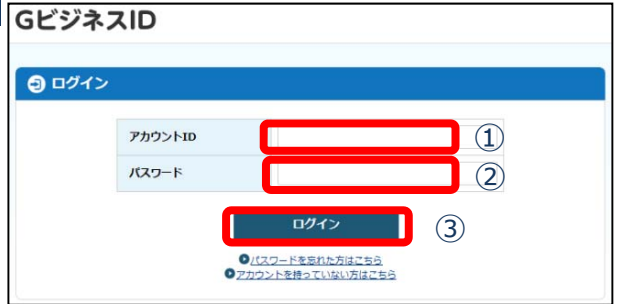 GビジネスID
ログイン
アカウントID ①
パスワード ②
ログイン ③
パスワードを忘れた方はこちら
アカウントを持っていない方はこちら